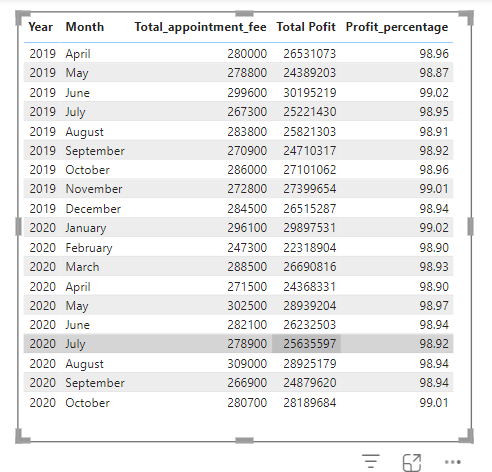 Year Month Total_appointment_fee Total Pofit Profit_percentage
2019 April 280000 26531073 98.96
2019 May 278800 24389203 98.87
2019 June 299600 30195219 99.02
2019 July 267300 25221430 98.95
2019 August 283800 25821303 98.91
2019 September 270900 24710317 98.92
2019 October 286000 27101062 98.96
2019 November 272800 27399654 99.01
2019 December 284500 26515287 98.94
2020 January 296100 29897531 99.02
2020 February 247300 22318904 98.90
2020 March 288500 26690816 98.93
2020 April 271500 24368331 98.90
2020 May 302500 28939204 98.97
2020 June 282100 26232503 98.94
2020 July 278900 25635597 98.92
2020 August 309000 28925179 98.94
2020 September 266900 24879620 98.94
2020 October 280700 28189684 99.01